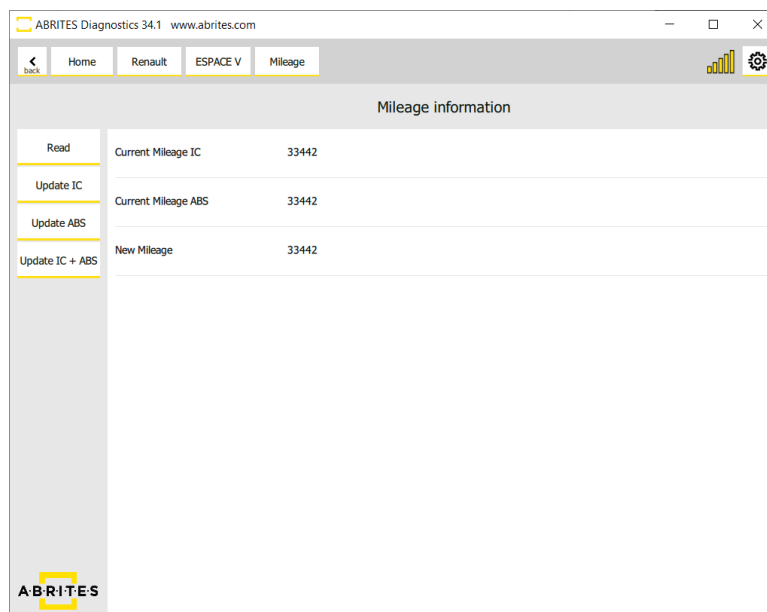 ABRITES Diagnostics 34.1 www.abrites.com
back Home Renault ESPACE V Mileage
Mileage information
Read
Update IC
Update ABS
Update IC + ABS
Current Mileage IC 33442
Current Mileage ABS 33442
New Mileage 33442
A·B·R·I·T·E·S